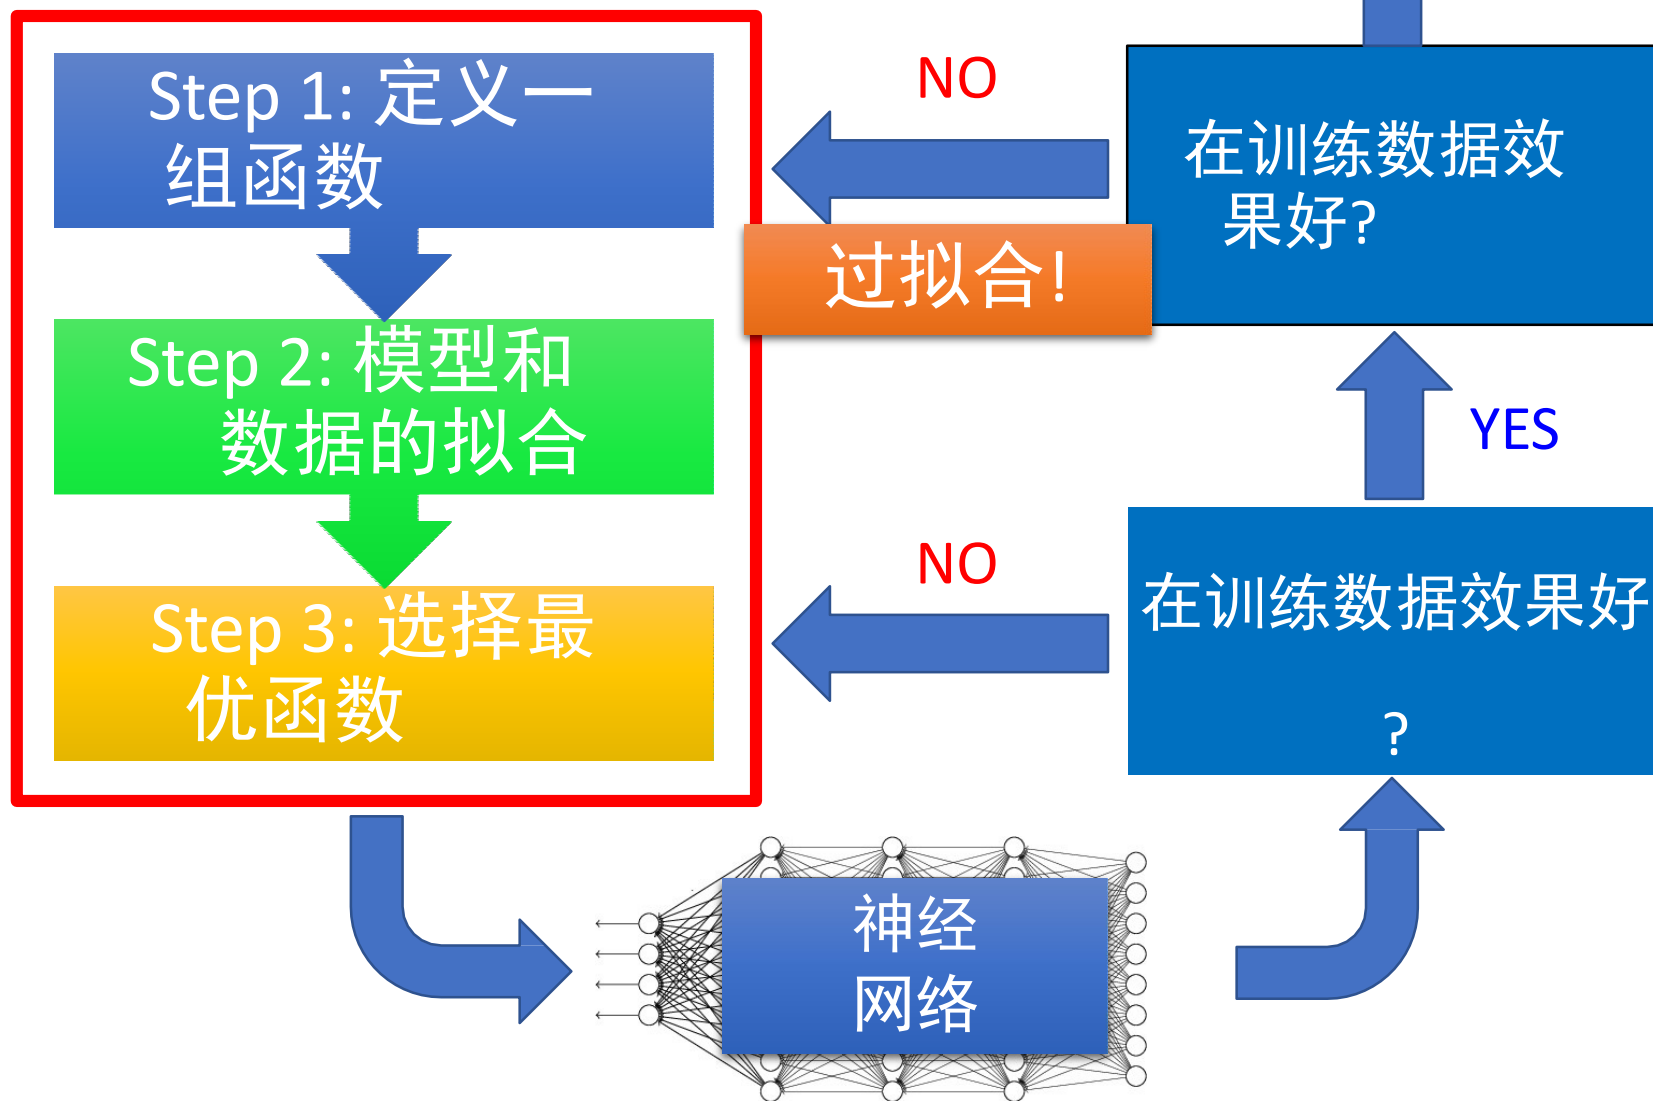 Step 1: 定义一
组函数
Step 2: 模型和
数据的拟合
Step 3: 选择最
优函数
NO
过拟合!
NO
在训练数据效
果好?
YES
在训练数据效果好
?
神经
网络